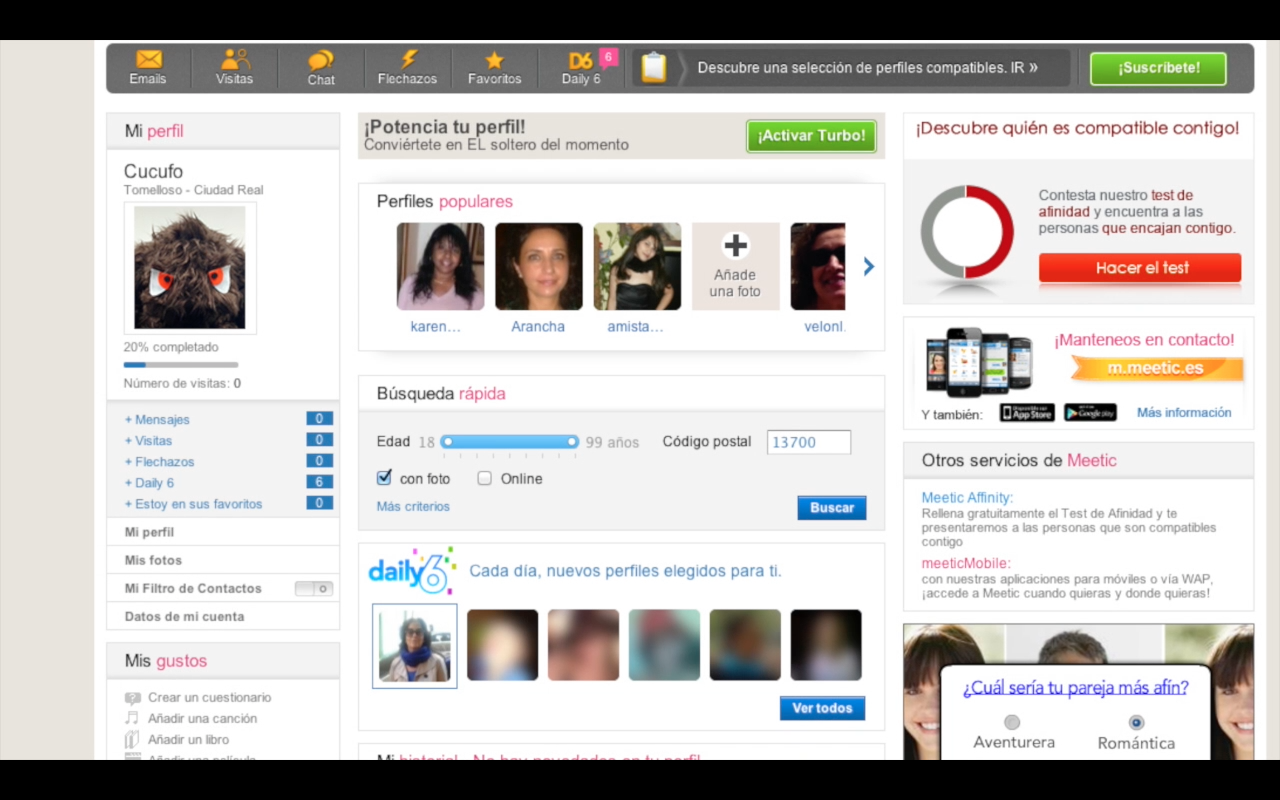 Emails
Visitas
Chat
Flechazos
Favoritos
D6
6
Daily 6
Descubre una selección de perfiles compatibles. IR »
¡Suscríbete!
Mi perfil
Cucufo
Tomelloso - Ciudad Real
20% completado
Número de visitas: 0
+ Mensajes 0
+ Visitas 0
+ Flechazos 0
+ Daily 6 6
+ Estoy en sus favoritos 0
Mi perfil
Mis fotos
Mi Filtro de Contactos
Datos de mi cuenta
Mis gustos
Crear un cuestionario
Añadir una canción
Añadir un libro
Añadir una película
¡Potencia tu perfil!
Conviértete en EL soltero del momento
¡Activar Turbo!
Perfiles populares
Añade
una foto
karen...
Arancha
amista...
velonl.
Búsqueda rápida
Edad 18 99 años
Código postal 13700
con foto
Online
Más criterios
Buscar
daily6
Cada día, nuevos perfiles elegidos para ti.
Ver todos
Mi historial - No hay novedades en tu perfil
¡Descubre quién es compatible contigo!
Contesta nuestro test de
afinidad y encuentra a las
personas que encajan contigo.
Hacer el test
¡Manteneos en contacto!
m.meetic.es
Y también:
Disponible en
App Store
Google play
Más información
Otros servicios de Meetic
Meetic Affinity:
Rellena gratuitamente el Test de Afinidad y te
presentaremos a las personas que son compatibles
contigo
meeticMobile:
con nuestras aplicaciones para móviles o vía WAP,
¡accede a Meetic cuando quieras y donde quieras!
¿Cuál sería tu pareja más afín?
Aventurera
Romántica